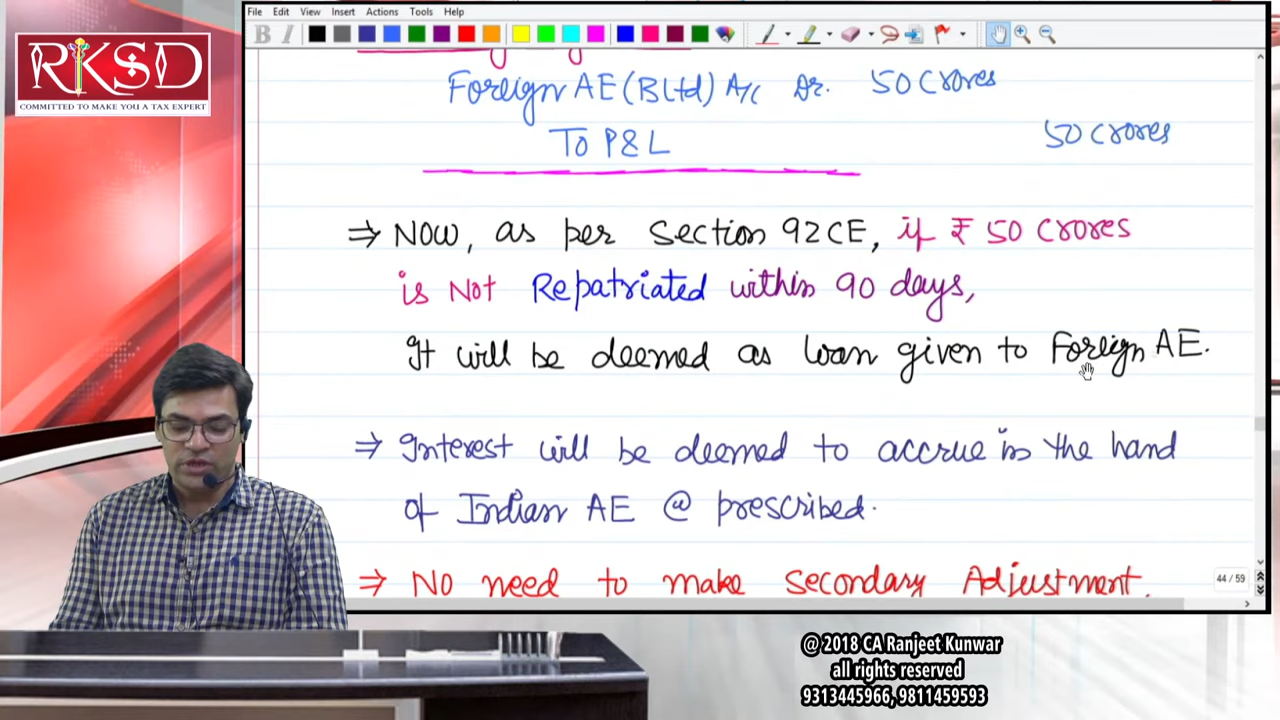 File Edit View Insert Actions Tools Help
B I
RKSD
COMMITTED TO MAKE YOU A TAX EXPERT
Foreign AE (B Ltd) A/c Dr. 50 Crores
To P&L 50 Crores
⇒ Now, as per Section 92CE, if ₹ 50 Crores
is Not Repatriated within 90 days,
It will be deemed as loan given to Foreign AE.
⇒ Interest will be deemed to accrue in the hand
of Indian AE @ prescribed.
⇒ No need to make Secondary Adjustment.
44 / 59
@ 2018 CA Ranjeet Kunwar
all rights reserved
9313445966, 9811459593